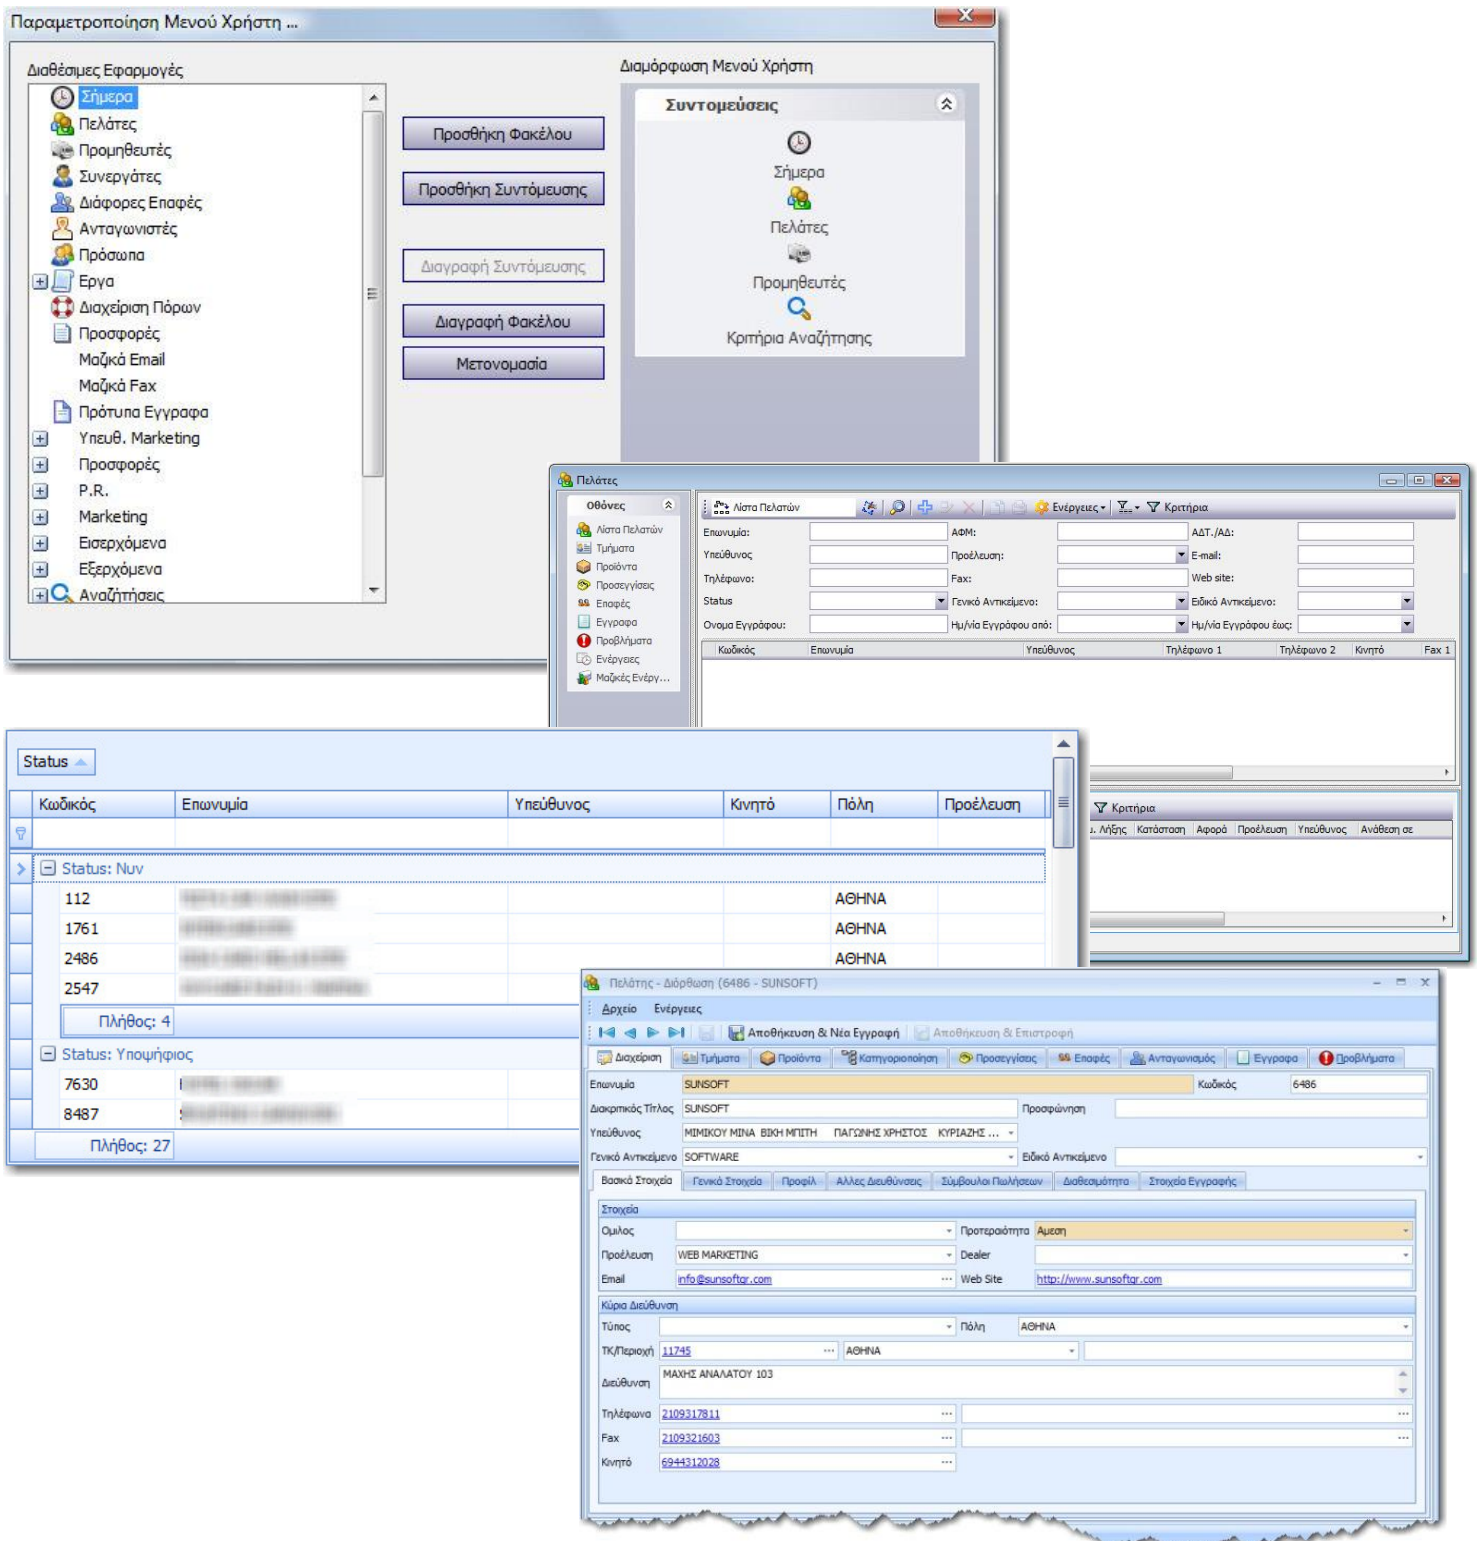 Παραμετροποίηση Μενού Χρήστη ...
Διαθέσιμες Εφαρμογές
Σήμερα
Πελάτες
Προμηθευτές
Συνεργάτες
Διάφορες Επαφές
Ανταγωνιστές
Πρόσωπα
Εργα
Διαχείριση Πόρων
Προσφορές
Μαζικά Email
Μαζικά Fax
Πρότυπα Εγγραφα
Υπευθ. Marketing
Προσφορές
P.R.
Marketing
Εισερχόμενα
Εξερχόμενα
Αναζήτήσεις
Προσθήκη Φακέλου
Προσθήκη Συντόμευσης
Διαγραφή Συντόμευσης
Διαγραφή Φακέλου
Μετονομασία
Διαμόρφωση Μενού Χρήστη
Συντομεύσεις
Σήμερα
Πελάτες
Προμηθευτές
Κριτήρια Αναζήτησης
Πελάτες
Οθόνες
Λίστα Πελατών
Τμήματα
Προϊόντα
Προσεγγίσεις
Επαφές
Εγγραφα
Προβλήματα
Ενέργειες
Μαζικές Ενέργ...
Λίστα Πελατών Ενέργειες Κριτήρια
Επωνυμία: ΑΦΜ: ΑΔΤ./ΑΔ:
Υπεύθυνος Προέλευση: E-mail:
Τηλέφωνο: Fax: Web site:
Status Γενικό Αντικείμενο: Ειδικό Αντικείμενο:
Ονομα Εγγράφου: Ημ/νία Εγγράφου από: Ημ/νία Εγγράφου έως:
Κωδικός Επωνυμία Υπεύθυνος Τηλέφωνο 1 Τηλέφωνο 2 Κινητό Fax 1
Κριτήρια
. Λήξης Κατάσταση Αφορά Προέλευση Υπεύθυνος Ανάθεση σε
Status
Κωδικός Επωνυμία Υπεύθυνος Κινητό Πόλη Προέλευση
Status: Νυν
112 ΑΘΗΝΑ
1761 ΑΘΗΝΑ
2486 ΑΘΗΝΑ
2547
Πλήθος: 4
Status: Υποψήφιος
7630
8487
Πλήθος: 27
Πελάτης - Διόρθωση (6486 - SUNSOFT)
Αρχείο Ενέργειες
Αποθήκευση & Νέα Εγγραφή Αποθήκευση & Επιστροφή
Διαχείριση Τμήματα Προϊόντα Κατηγοριοποίηση Προσεγγίσεις Επαφές Ανταγωνισμός Εγγραφα Προβλήματα
Επωνυμία SUNSOFT Κωδικός 6486
Διακριτικός Τίτλος SUNSOFT Προσφώνηση
Υπεύθυνος ΜΙΜΙΚΟΥ ΜΙΝΑ ΒΙΚΗ ΜΠΙΤΗ ΠΑΓΩΝΗΣ ΧΡΗΣΤΟΣ ΚΥΡΙΑΖΗΣ ...
Γενικό Αντικείμενο SOFTWARE Ειδικό Αντικείμενο
Βασικά Στοιχεία Γενικά Στοιχεία Προφίλ Αλλες Διευθύνσεις Σύμβουλοι Πωλήσεων Διαθεσιμότητα Στοιχεία Εγγραφής
Στοιχεία
Ομιλος Προτεραιότητα Αμεση
Προέλευση WEB MARKETING Dealer
Email info@sunsoftgr.com Web Site http://www.sunsoftgr.com
Κύρια Διεύθυνση
Τύπος Πόλη ΑΘΗΝΑ
ΤΚ/Περιοχή 11745 ΑΘΗΝΑ
Διεύθυνση ΜΑΧΗΣ ΑΝΑΛΑΤΟΥ 103
Τηλέφωνα 2109317811
Fax 2109321603
Κινητό 6944312028